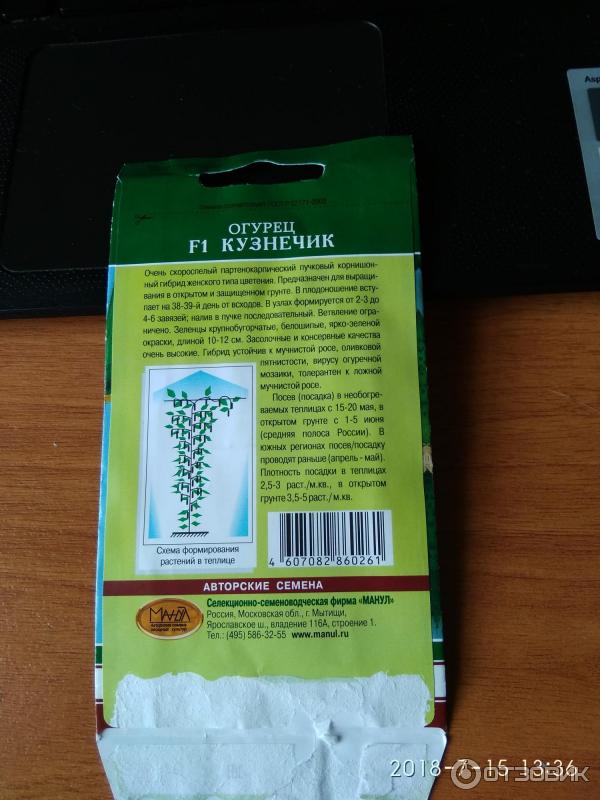 ОГУРЕЦ
F1 КУЗНЕЧИК
Очень скороспелый партенокарпический пучковый корнишон-
ный гибрид женского типа цветения. Предназначен для выращи-
вания в открытом и защищенном грунте. В плодоношение всту-
пает на 38-39-й день от всходов. В узлах формируется от 2-3 до
4-6 завязей; налив в пучке последовательный. Ветвление огра-
ничено. Зеленцы крупнобугорчатые, белошипые, ярко-зеленой
окраски, длиной 10-12 см. Засолочные и консервные качества
очень высокие. Гибрид устойчив к мучнистой росе, оливковой
пятнистости, вирусу огуречной
мозаики, толерантен к ложной
мучнистой росе.
Посев (посадка) в необогре-
ваемых теплицах с 15-20 мая, в
открытом грунте с 1-5 июня
(средняя полоса России). В
южных регионах посев/посадку
проводят раньше (апрель - май).
Плотность посадки в теплицах
2,5-3 раст./м.кв., в открытом
грунте 3,5-5 раст./м.кв.
Схема формирования
растений в теплице
4 607082 860261
АВТОРСКИЕ СЕМЕНА
Селекционно-семеноводческая фирма «МАНУЛ»
Россия, Московская обл., г. Мытищи,
Ярославское ш., владение 116А, строение 1.
Тел.: (495) 586-32-55 www.manul.ru
МАНУЛ
Asp
2018-7-15 13:36
ОТЗОВИК